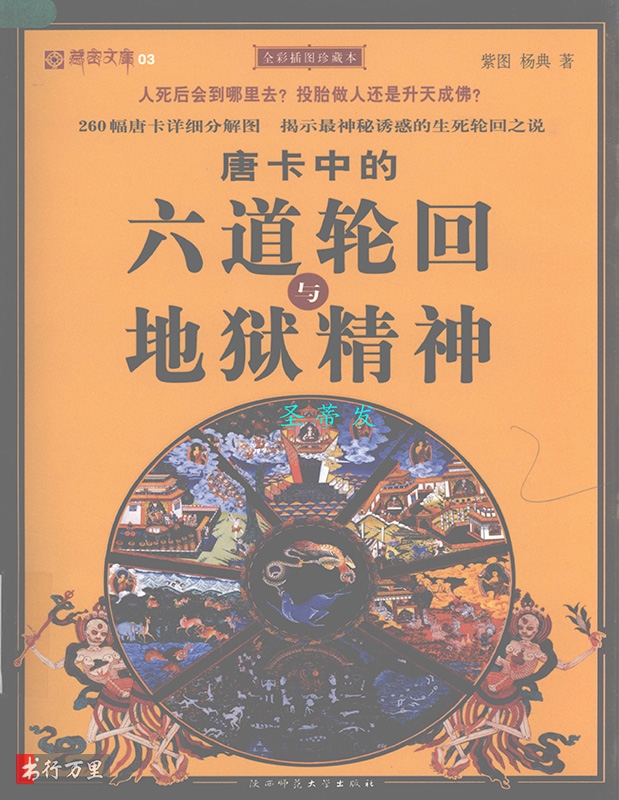 藏密文库 03
全彩插图珍藏本
紫图 杨典 著
人死后会到哪里去？投胎做人还是升天成佛？
260幅唐卡详细分解图 揭示最神秘诱惑的生死轮回之说
唐卡中的
六道轮回
与
地狱精神
圣蒂发
书行万里
陕西师范大学出版社